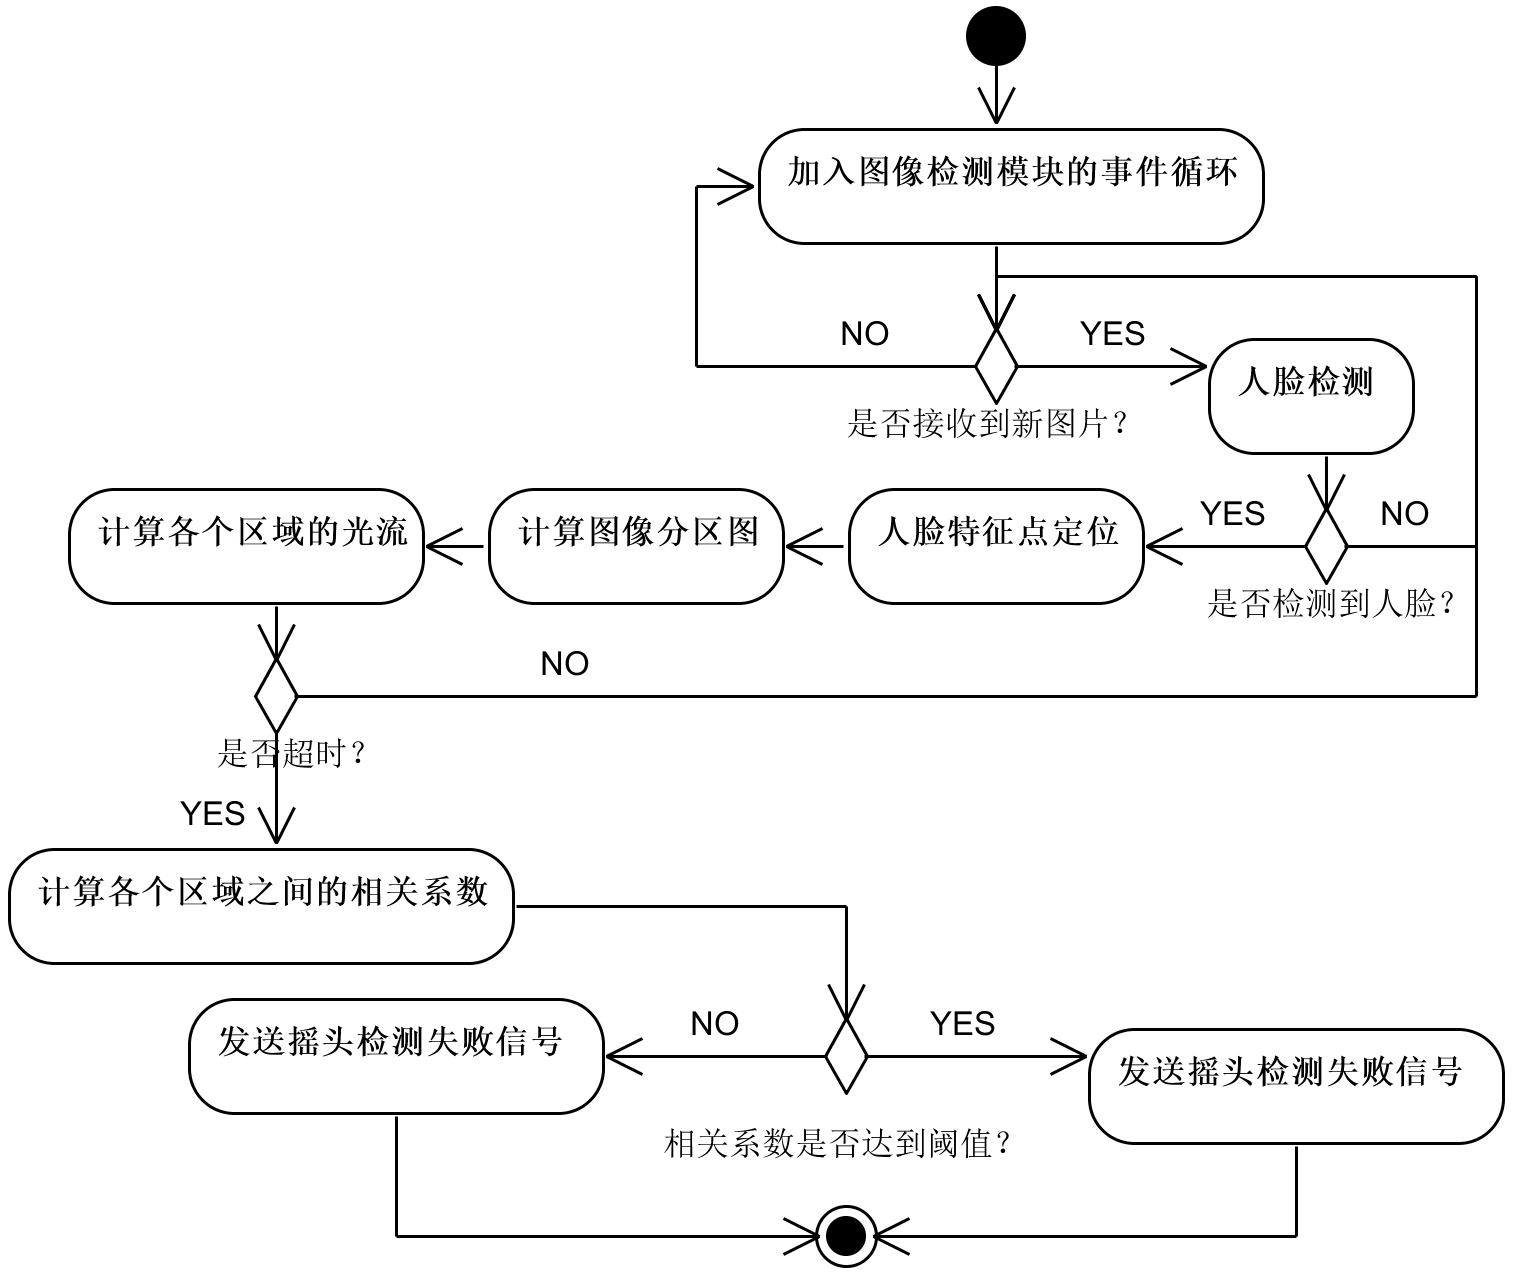 加入图像检测模块的事件循环
NO
YES
人脸检测
是否接收到新图片?
计算各个区域的光流
计算图像分区图
人脸特征点定位
YES
NO
是否检测到人脸?
NO
是否超时?
YES
计算各个区域之间的相关系数
发送摇头检测失败信号
NO
YES
发送摇头检测失败信号
相关系数是否达到阈值?